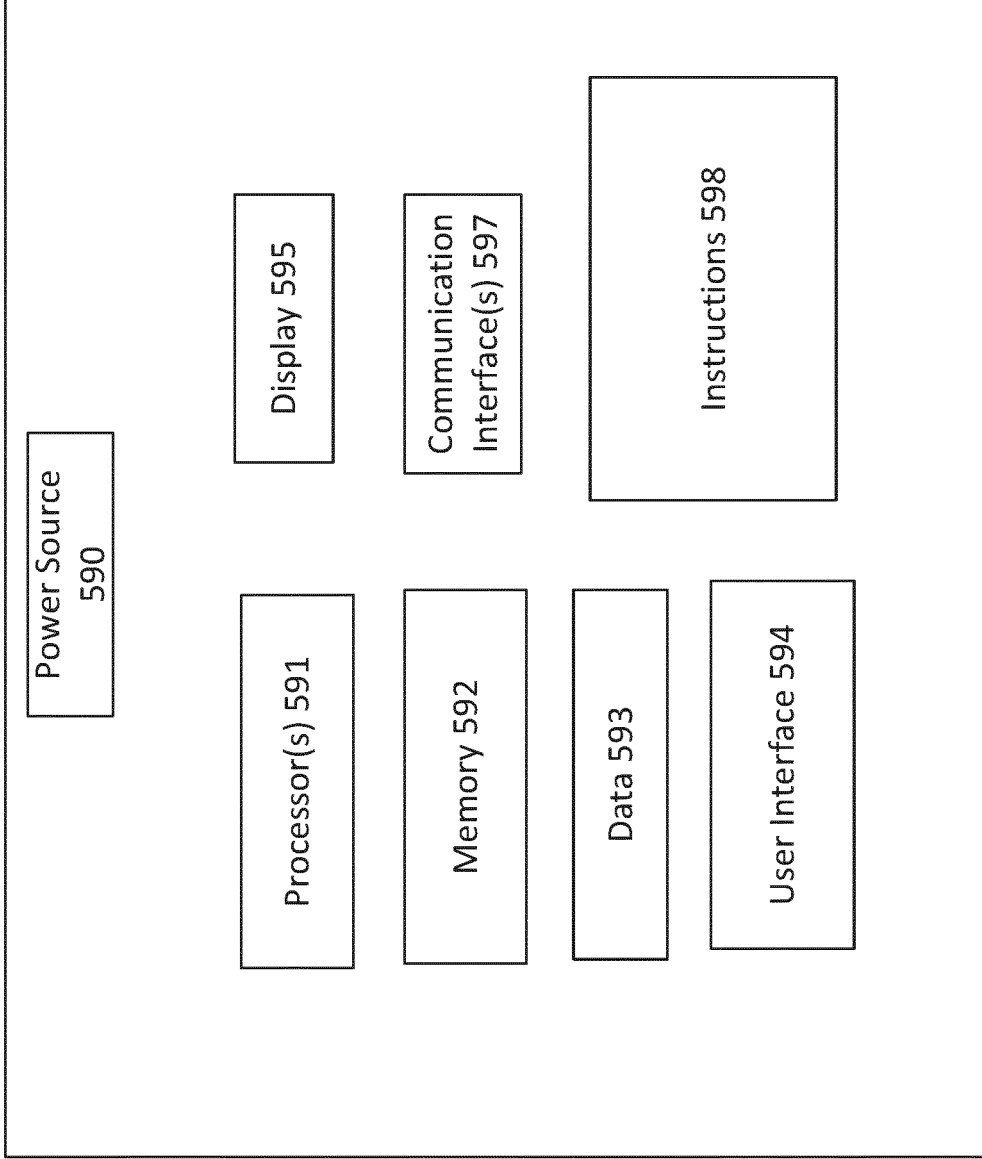 Power Source
590
Processor(s) 591
Display 595
Memory 592
Communication
Interface(s) 597
Data 593
User Interface 594
Instructions 598